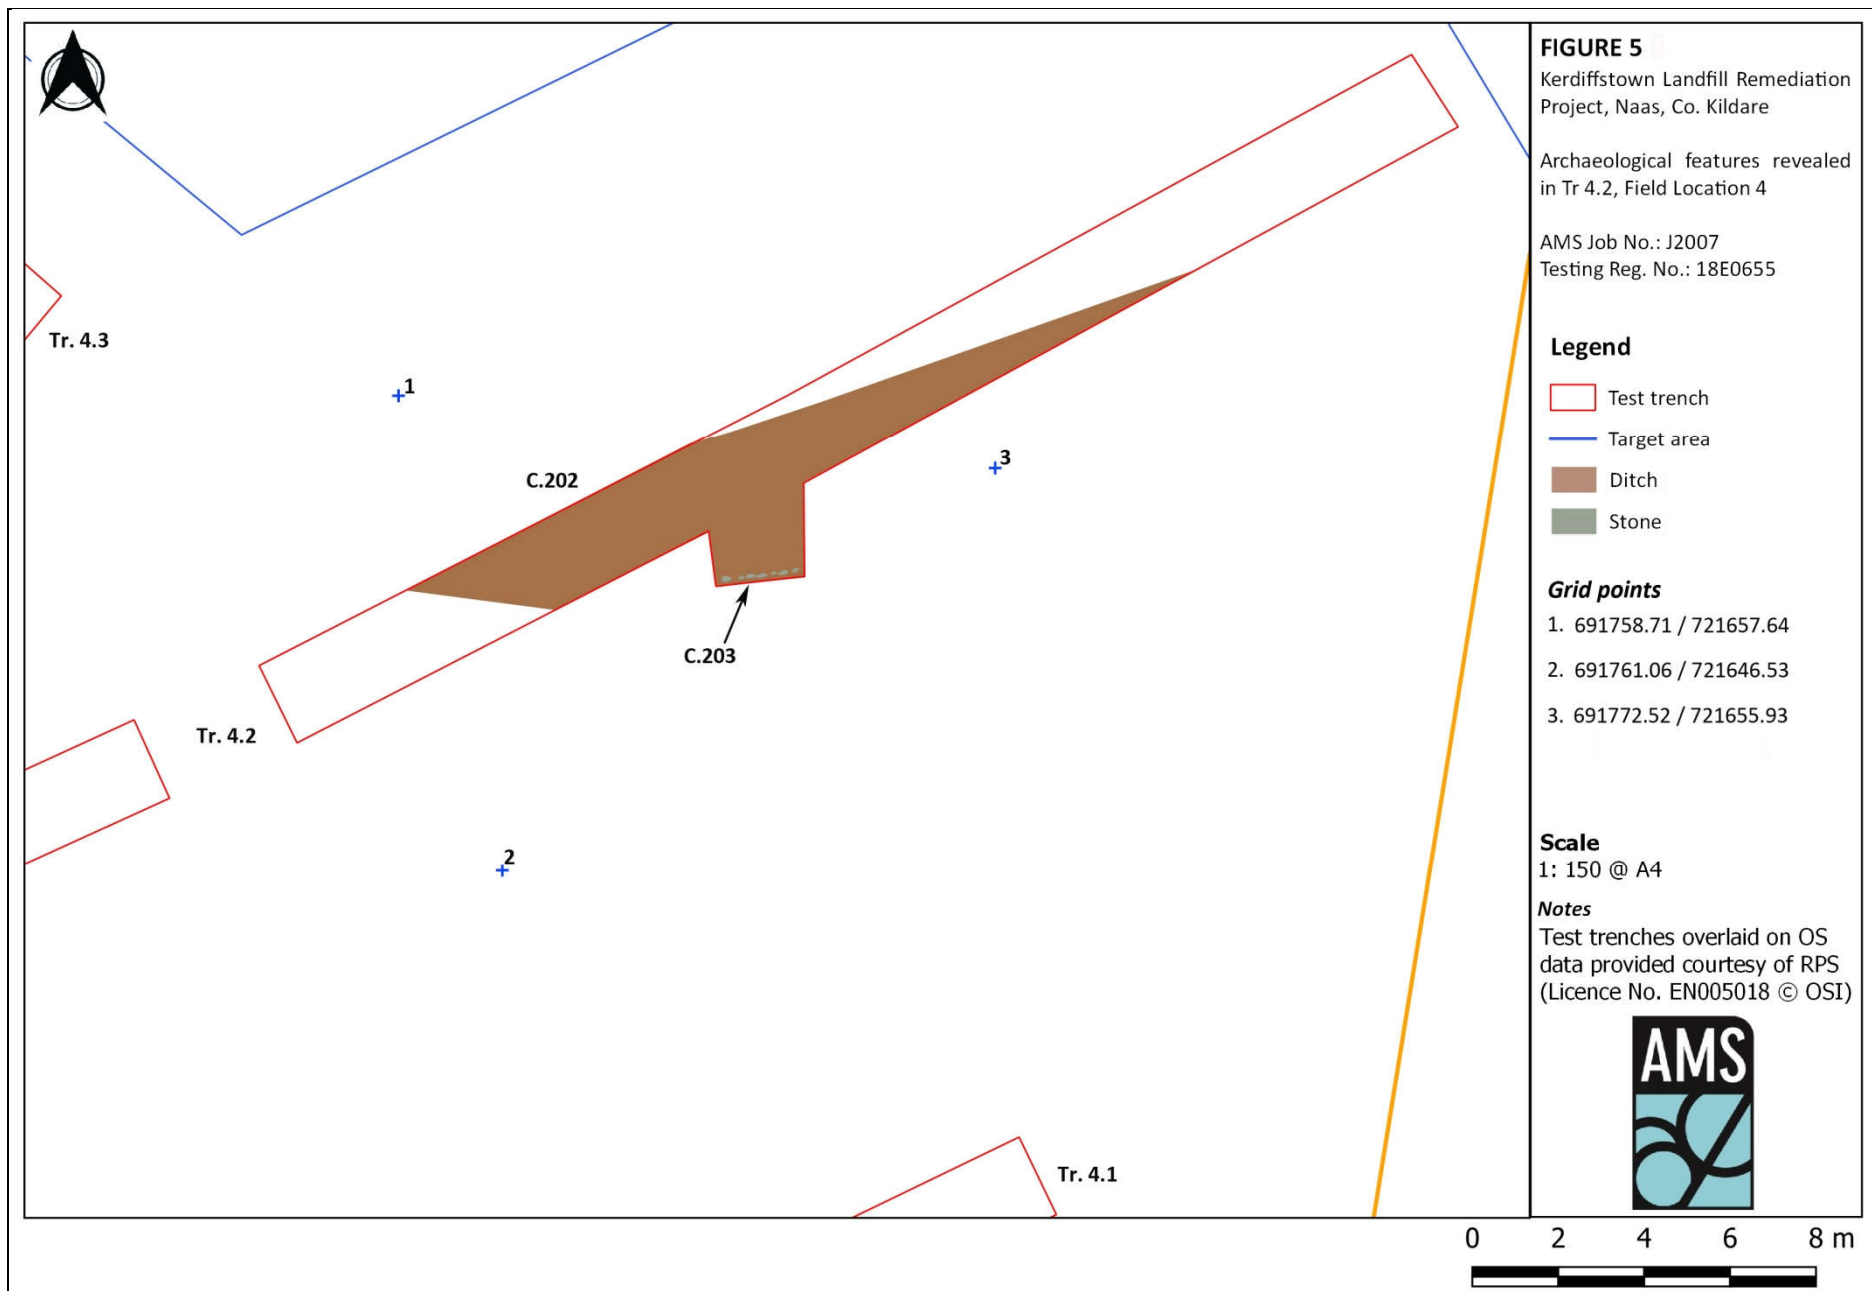 FIGURE 5
Kerdiffstown Landfill Remediation
Project, Naas, Co. Kildare
Archaeological features revealed
in Tr 4.2, Field Location 4
AMS Job No.: J2007
Testing Reg. No.: 18E0655
Legend
Test trench
Target area
Ditch
Stone
Grid points
1. 691758.71 / 721657.64
2. 691761.06 / 721646.53
3. 691772.52 / 721655.93
Scale
1: 150 @ A4
Notes
Test trenches overlaid on OS
data provided courtesy of RPS
(Licence No. EN005018 © OSI)
AMS
0 2 4 6 8 m
Tr. 4.3
1
C.202
3
C.203
Tr. 4.2
2
Tr. 4.1